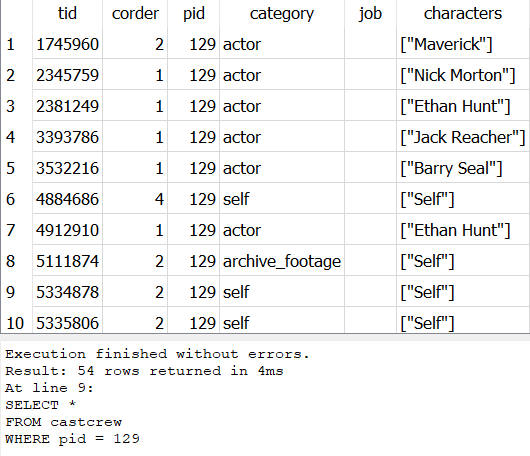 tid corder pid category job characters
1 1745960 2 129 actor ["Maverick"]
2 2345759 1 129 actor ["Nick Morton"]
3 2381249 1 129 actor ["Ethan Hunt"]
4 3393786 1 129 actor ["Jack Reacher"]
5 3532216 1 129 actor ["Barry Seal"]
6 4884686 4 129 self ["Self"]
7 4912910 1 129 actor ["Ethan Hunt"]
8 5111874 2 129 archive_footage ["Self"]
9 5334878 2 129 self ["Self"]
10 5335806 2 129 self ["Self"]
Execution finished without errors.
Result: 54 rows returned in 4ms
At line 9:
SELECT *
FROM castcrew
WHERE pid = 129